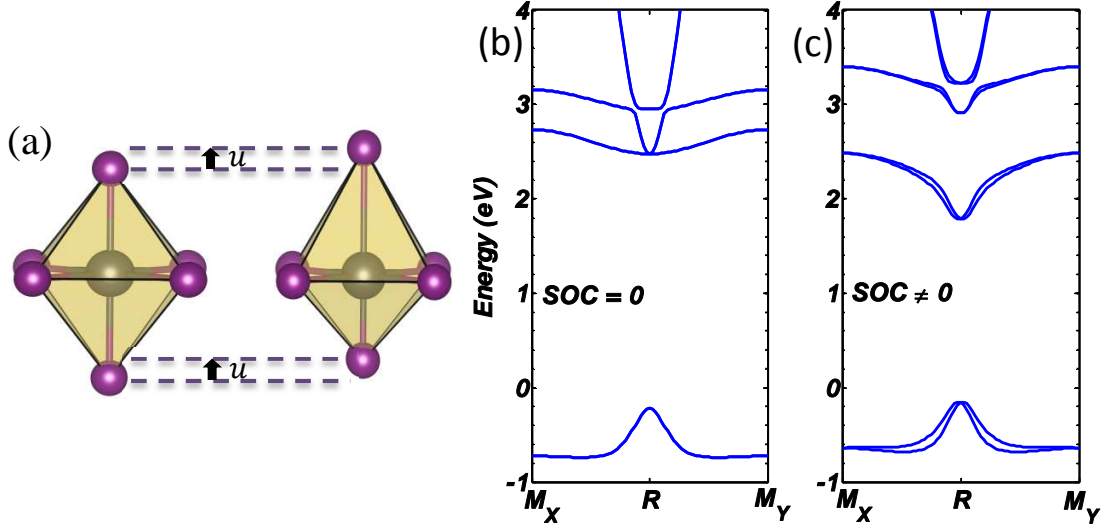 (a)
u
u
(b)
Energy (eV)
4
3
2
1
0
-1
SOC = 0
M_X
R
M_Y
(c)
4
3
2
1
0
-1
SOC ≠ 0
M_X
R
M_Y